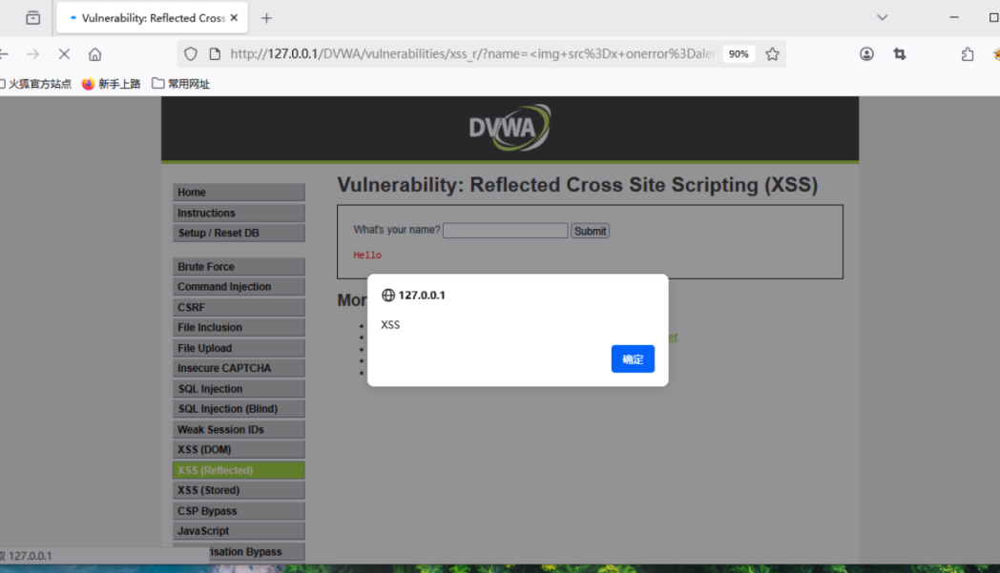 Vulnerability: Reflected Cross
http://127.0.0.1/DVWA/vulnerabilities/xss_r/?name=<img+src%3Dx+onerror%3Daler
90%
火狐官方站点 新手上路 常用网址
DVWA
Vulnerability: Reflected Cross Site Scripting (XSS)
What's your name? Submit
Hello
Home
Instructions
Setup / Reset DB
Brute Force
Command Injection
CSRF
File Inclusion
File Upload
Insecure CAPTCHA
SQL Injection
SQL Injection (Blind)
Weak Session IDs
XSS (DOM)
XSS (Reflected)
XSS (Stored)
CSP Bypass
JavaScript
risation Bypass
Mor
127.0.0.1
XSS
确定
et
127.0.0.1